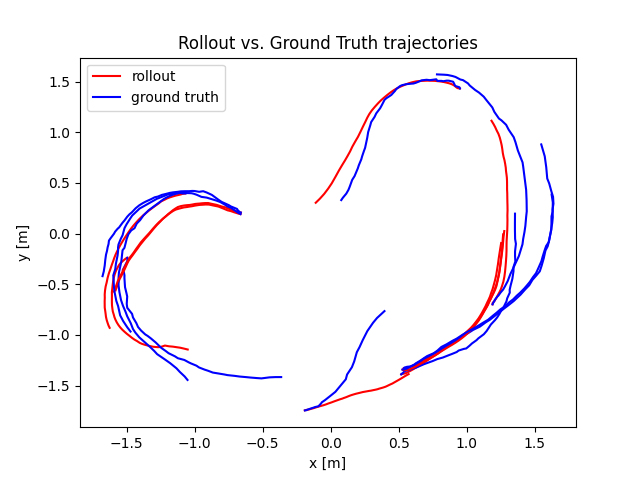 Rollout vs. Ground Truth trajectories
rollout
ground truth
1.5
1.0
0.5
0.0
−0.5
−1.0
−1.5
y [m]
−1.5 −1.0 −0.5 0.0 0.5 1.0 1.5
x [m]